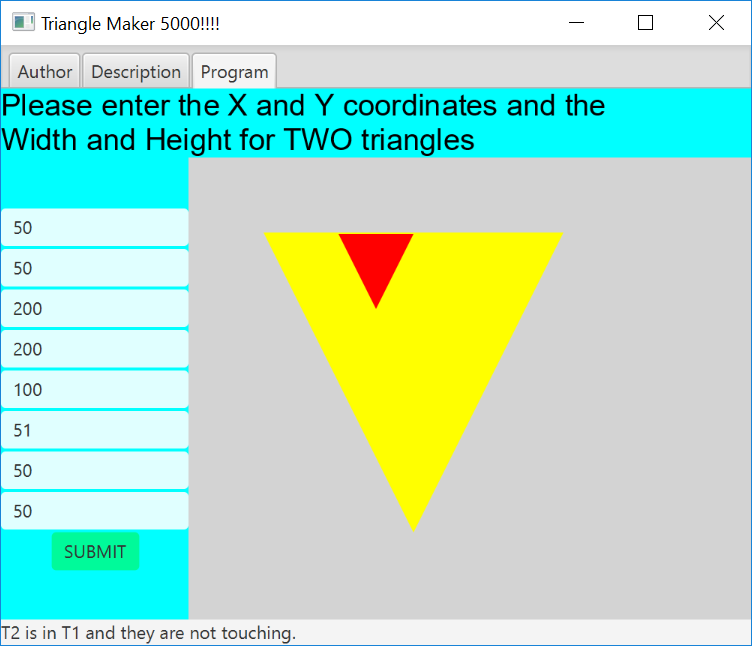 Triangle Maker 5000!!!!
Author Description Program
Please enter the X and Y coordinates and the
Width and Height for TWO triangles
50
50
200
200
100
51
50
50
SUBMIT
T2 is in T1 and they are not touching.